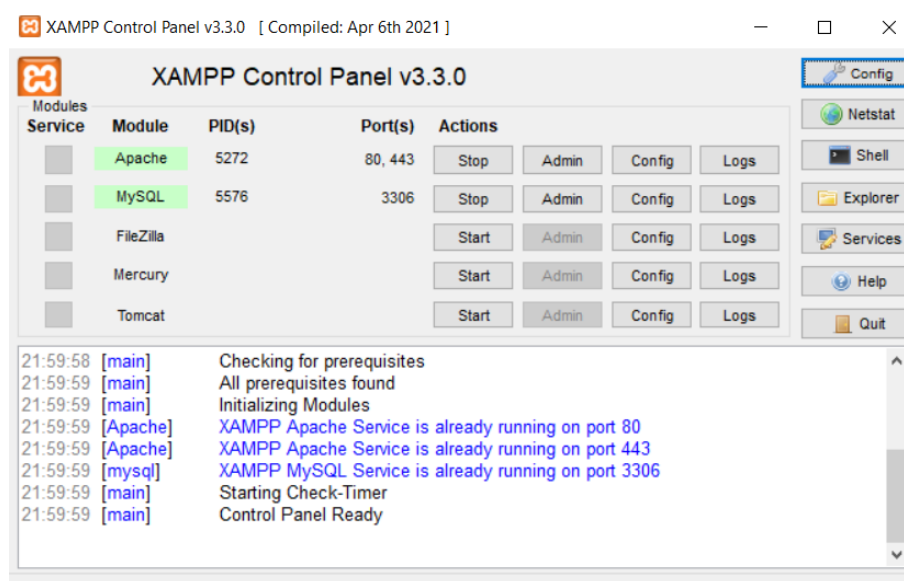 XAMPP Control Panel v3.3.0 [ Compiled: Apr 6th 2021 ]
XAMPP Control Panel v3.3.0
Config
Modules
Service Module PID(s) Port(s) Actions
Netstat
Apache 5272 80, 443 Stop Admin Config Logs
Shell
MySQL 5576 3306 Stop Admin Config Logs
Explorer
FileZilla Start Admin Config Logs
Services
Mercury Start Admin Config Logs
Help
Tomcat Start Admin Config Logs
Quit
21:59:58 [main] Checking for prerequisites
21:59:59 [main] All prerequisites found
21:59:59 [main] Initializing Modules
21:59:59 [Apache] XAMPP Apache Service is already running on port 80
21:59:59 [Apache] XAMPP Apache Service is already running on port 443
21:59:59 [mysql] XAMPP MySQL Service is already running on port 3306
21:59:59 [main] Starting Check-Timer
21:59:59 [main] Control Panel Ready